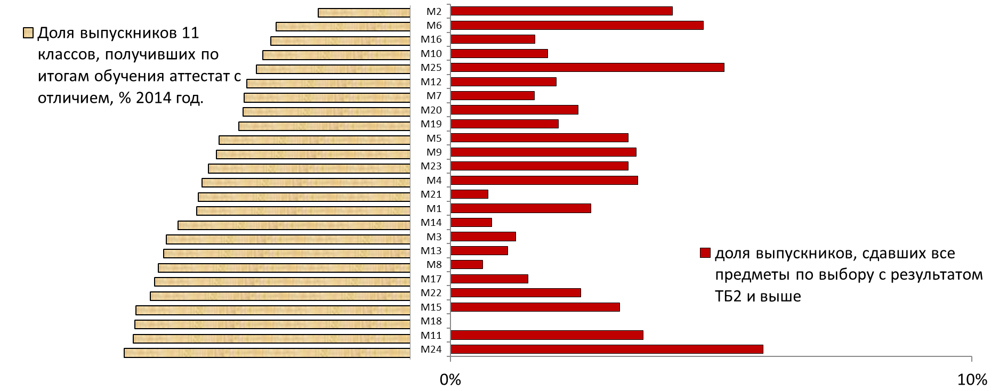 Доля выпускников 11
классов, получивших по
итогам обучения аттестат с
отличием, % 2014 год.
М2
М6
М16
М10
М25
М12
М7
М20
М19
М5
М9
М23
М4
М21
М1
М14
М3
М13
М8
М17
М22
М15
М18
М11
М24
доля выпускников, сдавших все
предметы по выбору с результатом
ТБ2 и выше
0%
10%